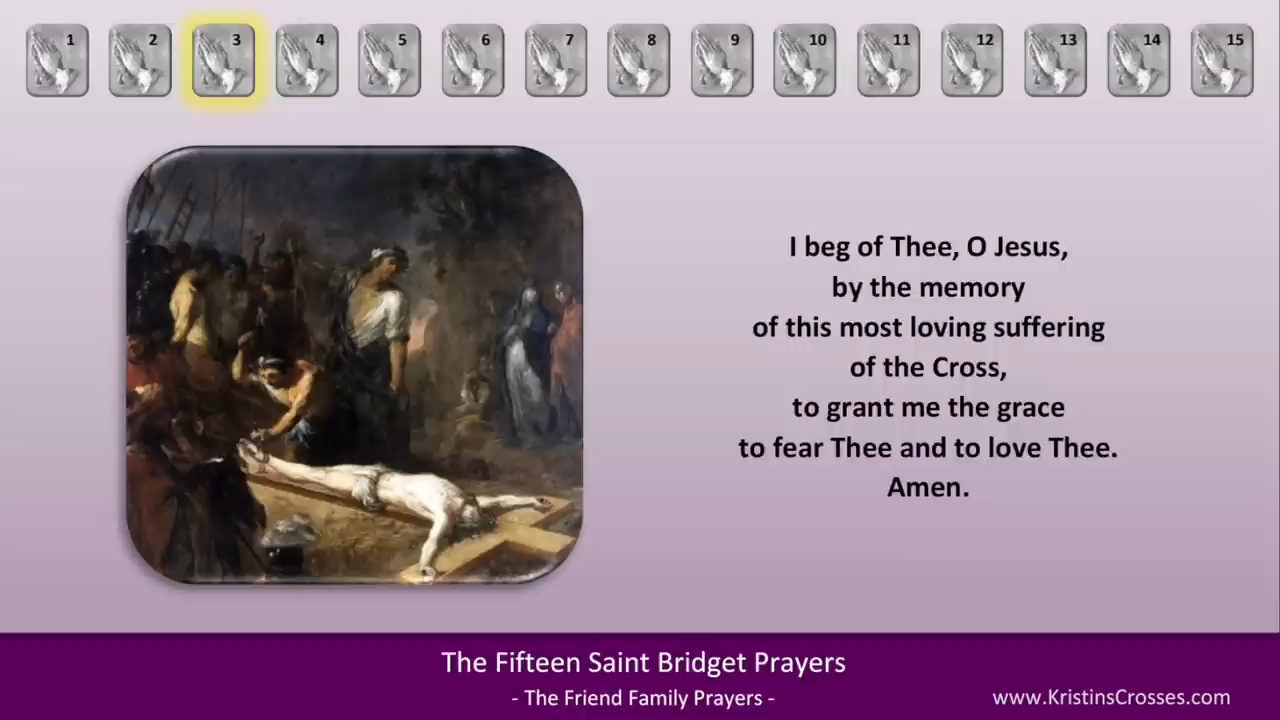 1 2 3 4 5 6 7 8 9 10 11 12 13 14 15
I beg of Thee, O Jesus,
by the memory
of this most loving suffering
of the Cross,
to grant me the grace
to fear Thee and to love Thee.
Amen.
The Fifteen Saint Bridget Prayers
- The Friend Family Prayers -
www.KristinsCrosses.com